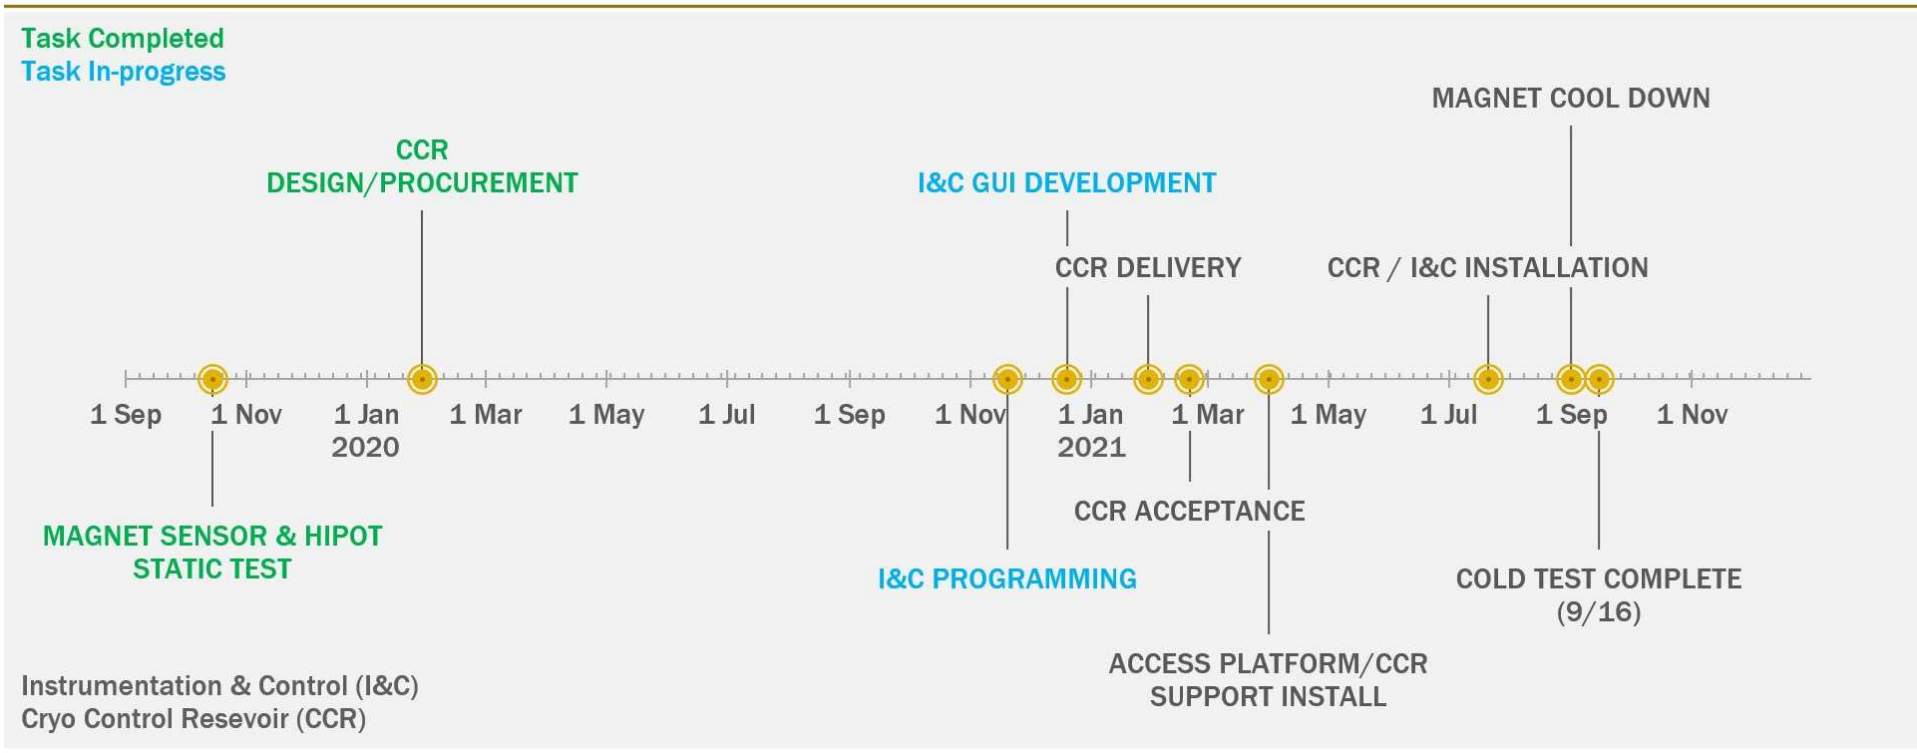 Task Completed
Task In-progress
MAGNET COOL DOWN
CCR
DESIGN/PROCUREMENT
I&C GUI DEVELOPMENT
CCR DELIVERY
CCR / I&C INSTALLATION
1 Sep
1 Nov
1 Jan
2020
1 Mar
1 May
1 Jul
1 Sep
1 Nov
1 Jan
2021
1 Mar
1 May
1 Jul
1 Sep
1 Nov
MAGNET SENSOR & HIPOT
STATIC TEST
CCR ACCEPTANCE
I&C PROGRAMMING
COLD TEST COMPLETE
(9/16)
ACCESS PLATFORM/CCR
SUPPORT INSTALL
Instrumentation & Control (I&C)
Cryo Control Resevoir (CCR)